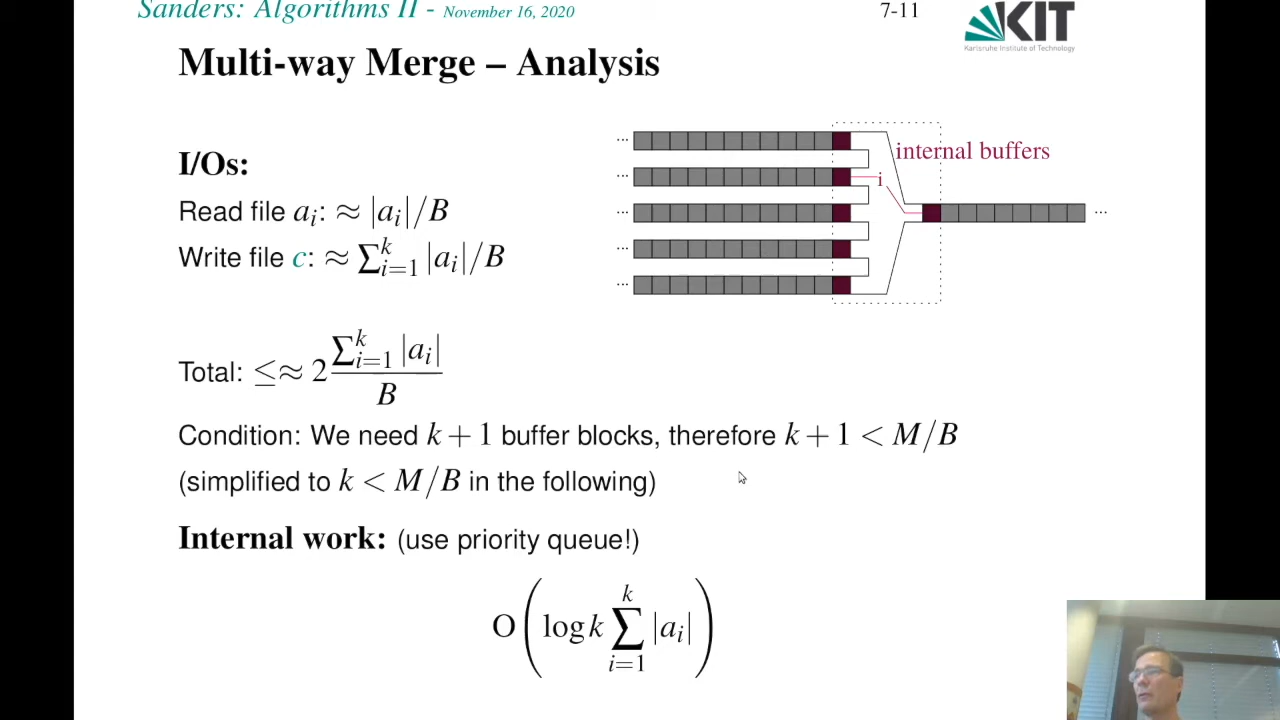 Sanders: Algorithms II - November 16, 2020
7-11
KIT
Karlsruhe Institute of Technology
Multi-way Merge – Analysis
I/Os:
Read file a_i: ≈ |a_i|/B
Write file c: ≈ ∑_{i=1}^{k} |a_i|/B
...
...
...
...
...
internal buffers
i
...
Total: ≤≈ 2 \frac{∑_{i=1}^{k} |a_i|}{B}
Condition: We need k + 1 buffer blocks, therefore k + 1 < M/B
(simplified to k < M/B in the following)
Internal work: (use priority queue!)
O(log k ∑_{i=1}^{k} |a_i|)